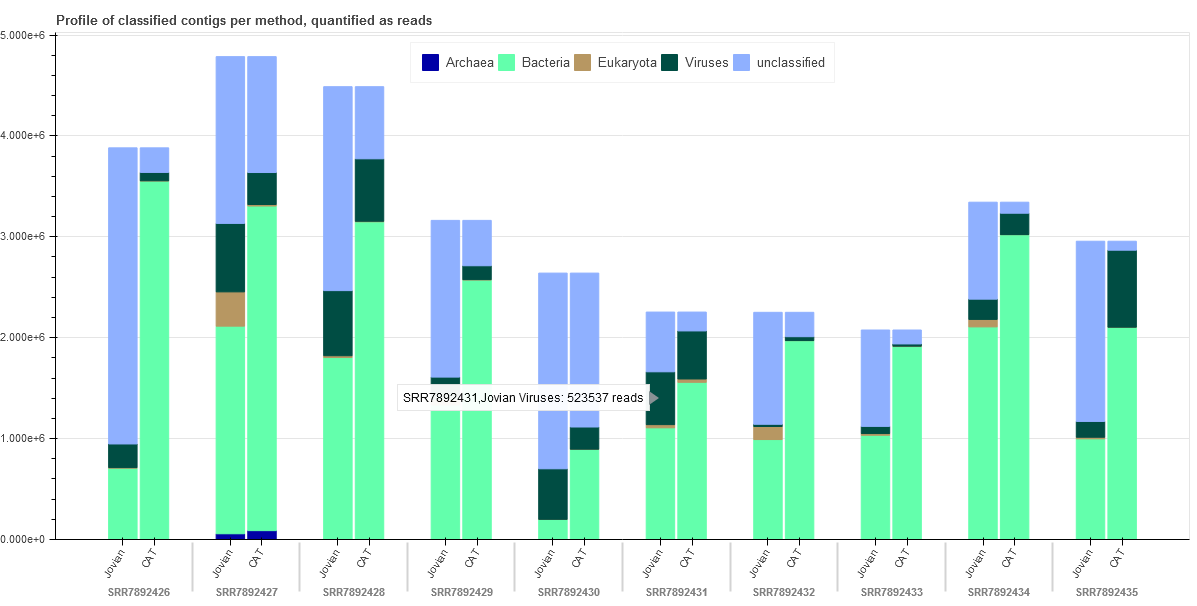 Profile of classified contigs per method, quantified as reads
Archaea Bacteria Eukaryota Viruses unclassified
5.000e+6
4.000e+6
3.000e+6
2.000e+6
1.000e+6
0.000e+0
SRR7892431,Jovian Viruses: 523537 reads
Jovian CAT Jovian CAT Jovian CAT Jovian CAT Jovian CAT Jovian CAT Jovian CAT Jovian CAT Jovian CAT Jovian CAT
SRR7892426 SRR7892427 SRR7892428 SRR7892429 SRR7892430 SRR7892431 SRR7892432 SRR7892433 SRR7892434 SRR7892435